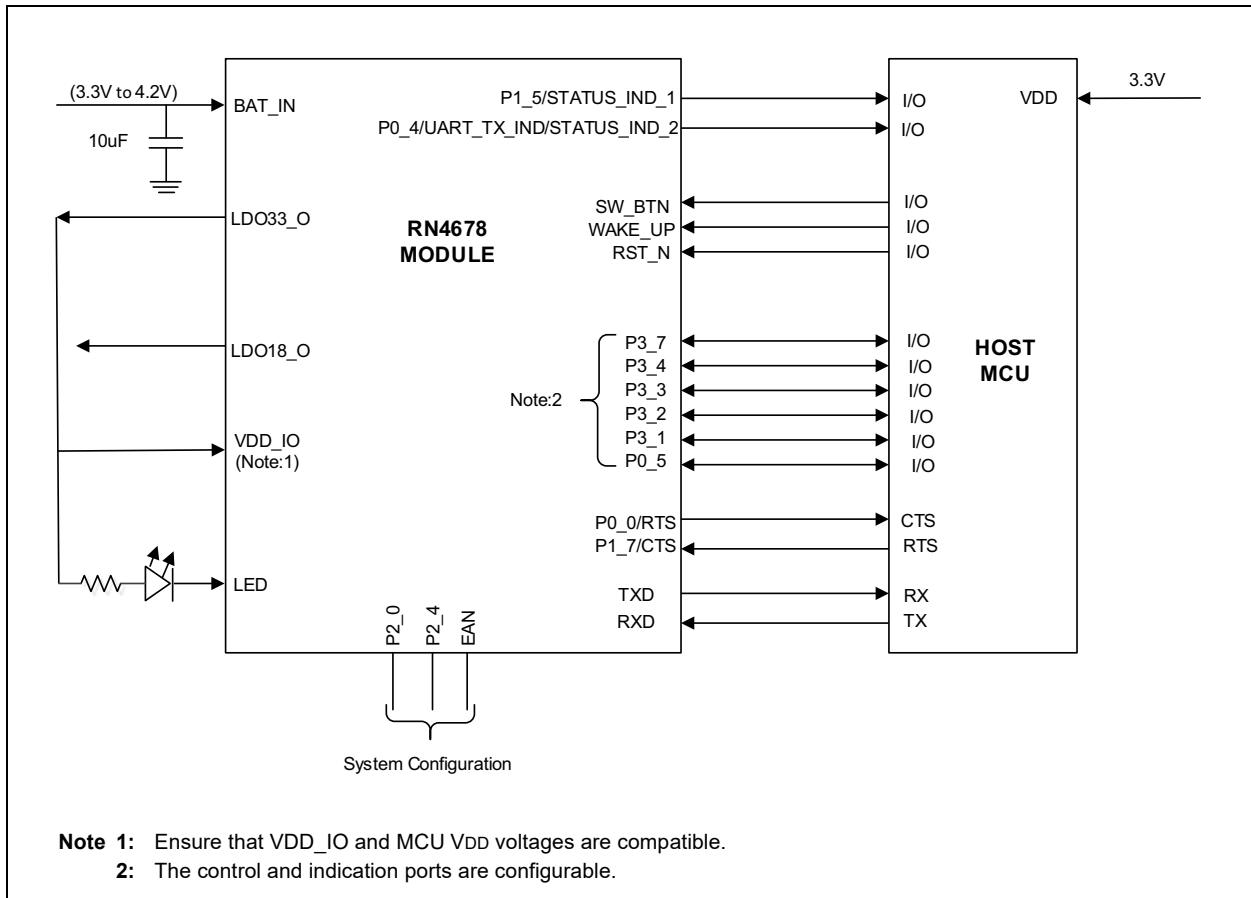 (3.3V to 4.2V)
BAT_IN
10uF
LDO33_O
LDO18_O
VDD_IO
(Note:1)
LED
RN4678
MODULE
P1_5/STATUS_IND_1
P0_4/UART_TX_IND/STATUS_IND_2
SW_BTN
WAKE_UP
RST_N
Note:2
P3_7
P3_4
P3_3
P3_2
P3_1
P0_5
P0_0/RTS
P1_7/CTS
TXD
RXD
P2_0
P2_4
EAN
System Configuration
I/O
I/O
I/O
I/O
I/O
I/O
I/O
I/O
I/O
I/O
I/O
CTS
RTS
RX
TX
VDD
3.3V
HOST
MCU
Note 1: Ensure that VDD_IO and MCU VDD voltages are compatible.
2: The control and indication ports are configurable.